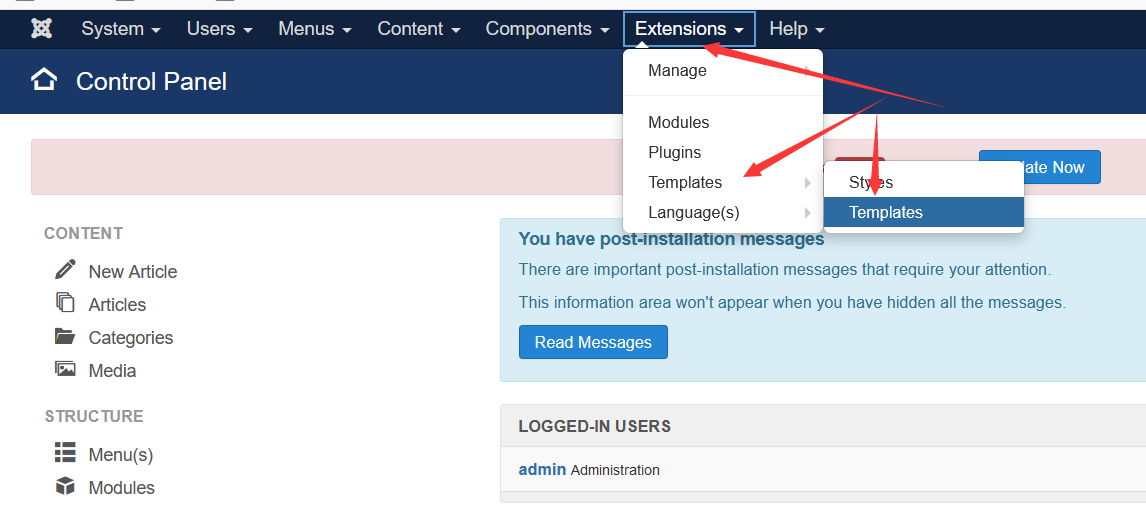 System Users Menus Content Components Extensions Help
Control Panel
Manage
Modules
Plugins
Templates
Language(s)
Styles
Templates
Now
CONTENT
New Article
Articles
Categories
Media
STRUCTURE
Menu(s)
Modules
You have post-installation messages
There are important post-installation messages that require your attention.
This information area won't appear when you have hidden all the messages.
Read Messages
LOGGED-IN USERS
admin Administration